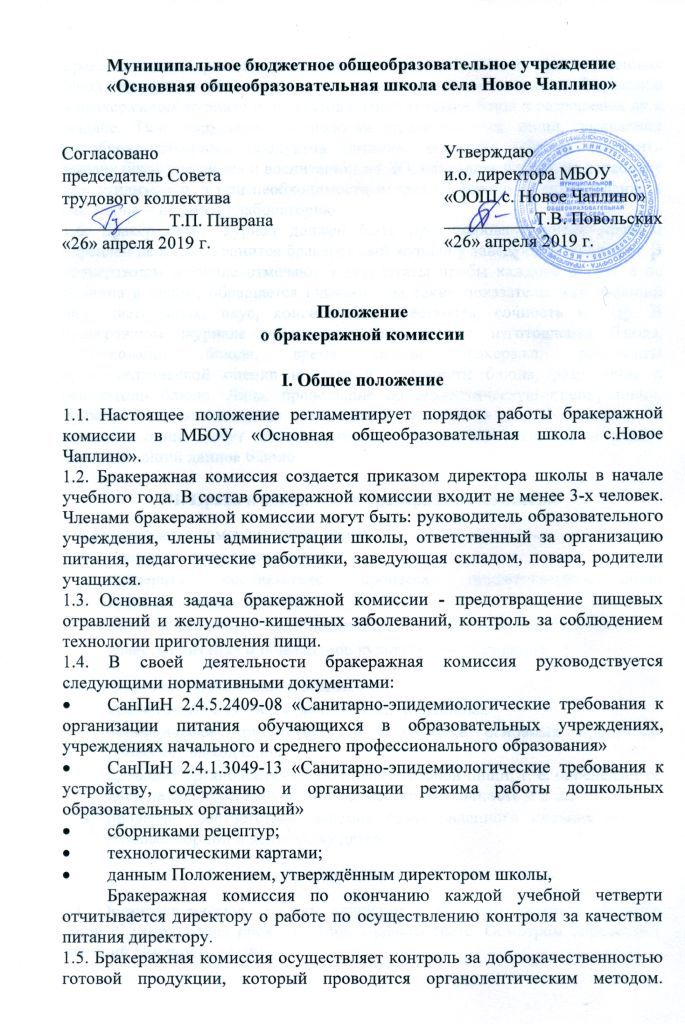 Муниципальное бюджетное общеобразовательное учреждение
«Основная общеобразовательная школа села Новое Чаплино»
Согласовано
председатель Совета
трудового коллектива
____________Т.П. Пиврана
«26» апреля 2019 г.
Утверждаю
и.о. директора МБОУ
«ООШ с. Новое Чаплино»
__________Т.В. Повольских
«26» апреля 2019 г.
Положение
о бракеражной комиссии
I. Общее положение
1.1. Настоящее положение регламентирует порядок работы бракеражной
комиссии в МБОУ «Основная общеобразовательная школа с.Новое
Чаплино».
1.2. Бракеражная комиссия создается приказом директора школы в начале
учебного года. В состав бракеражной комиссии входит не менее 3-х человек.
Членами бракеражной комиссии могут быть: руководитель образовательного
учреждения, члены администрации школы, ответственный за организацию
питания, педагогические работники, заведующая складом, повара, родители
учащихся.
1.3. Основная задача бракеражной комиссии - предотвращение пищевых
отравлений и желудочно-кишечных заболеваний, контроль за соблюдением
технологии приготовления пищи.
1.4. В своей деятельности бракеражная комиссия руководствуется
следующими нормативными документами:
• СанПиН 2.4.5.2409-08 «Санитарно-эпидемиологические требования к
организации питания обучающихся в образовательных учреждениях,
учреждениях начального и среднего профессионального образования»
• СанПиН 2.4.1.3049-13 «Санитарно-эпидемиологические требования к
устройству, содержанию и организации режима работы дошкольных
образовательных организаций»
• сборниками рецептур;
• технологическими картами;
• данным Положением, утверждённым директором школы,
Бракеражная комиссия по окончанию каждой учебной четверти
отчитывается директору о работе по осуществлению контроля за качеством
питания директору.
1.5. Бракеражная комиссия осуществляет контроль за доброкачественностью
готовой продукции, который проводится органолептическим методом.